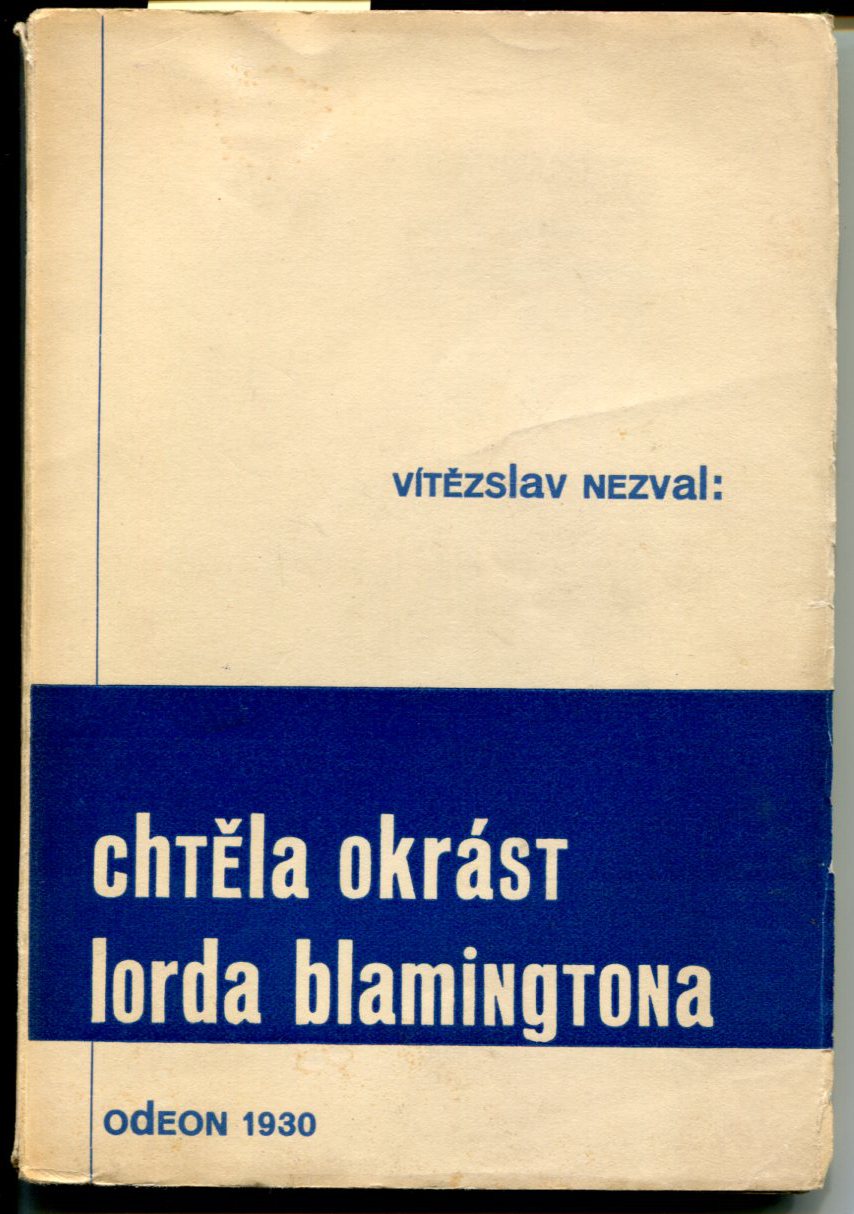 vítězslav nezval:
chtěla okrást
lorda blamingtona
odeon 1930